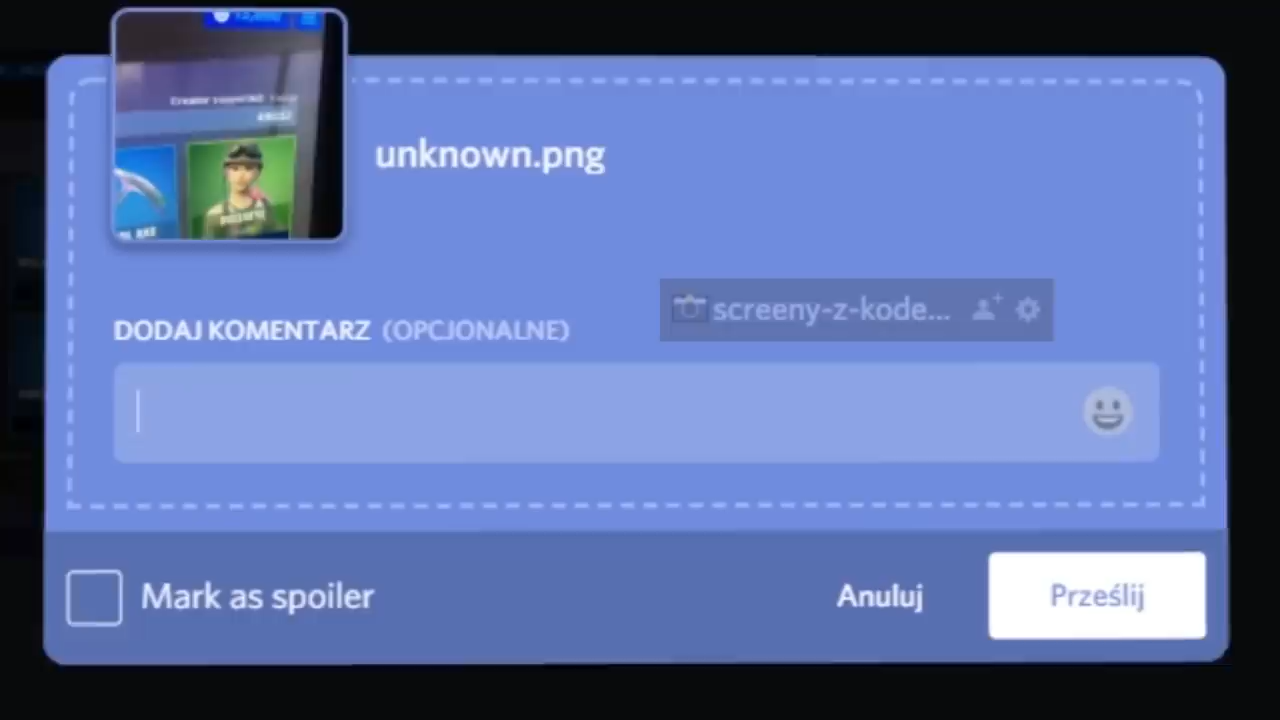 unknown.png
screeny-z-kode...
DODAJ KOMENTARZ (OPCJONALNE)
Mark as spoiler
Anuluj
Prześlij